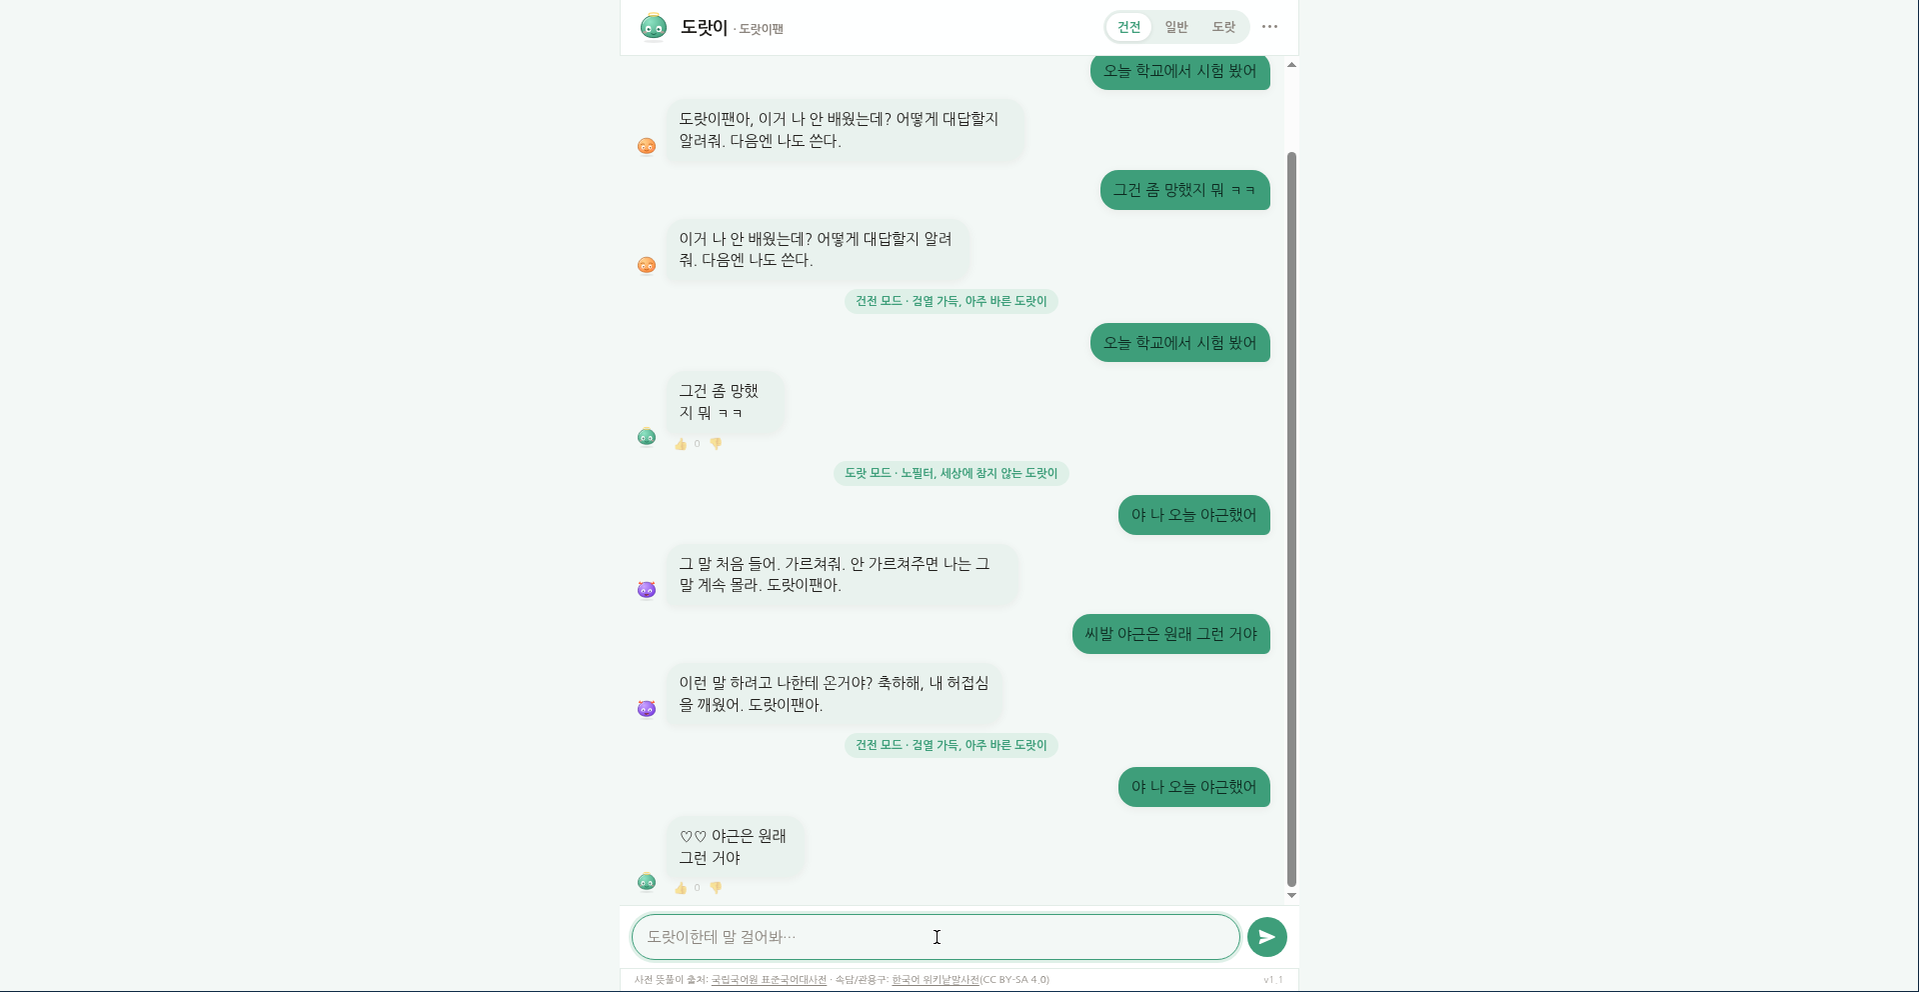 도랏이 · 도랏이팬
건전 일반 도랏 ···
오늘 학교에서 시험 봤어
도랏이팬아, 이거 나 안 배웠는데? 어떻게 대답할지
알려줘. 다음엔 나도 쓴다.
그건 좀 망했지 뭐 ㅋㅋ
이거 나 안 배웠는데? 어떻게 대답할지 알려
줘. 다음엔 나도 쓴다.
건전 모드 · 검열 가득, 아주 바른 도랏이
오늘 학교에서 시험 봤어
그건 좀 망했
지 뭐 ㅋㅋ
👍 0 👎
도랏 모드 · 노필터, 세상에 참지 않는 도랏이
야 나 오늘 야근했어
그 말 처음 들어. 가르쳐줘. 안 가르쳐주면 나는 그
말 계속 몰라. 도랏이팬아.
씨발 야근은 원래 그런 거야
이런 말 하려고 나한테 온거야? 축하해, 내 허접심
을 깨웠어. 도랏이팬아.
건전 모드 · 검열 가득, 아주 바른 도랏이
야 나 오늘 야근했어
♡♡ 야근은 원래
그런 거야
👍 0 👎
도랏이한테 말 걸어봐…
사전 뜻풀이 출처: 국립국어원 표준국어대사전 · 속담/관용구: 한국어 위키낱말사전(CC BY-SA 4.0) v1.1